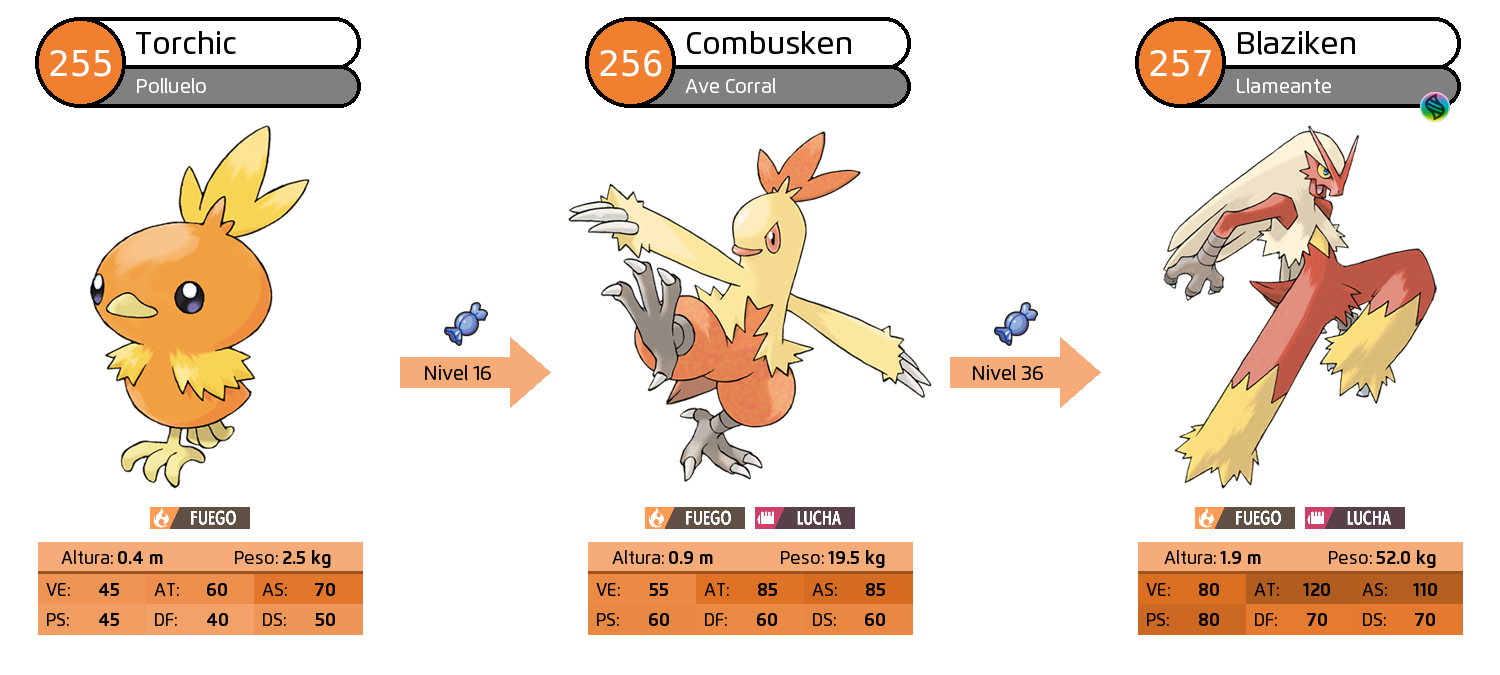 255 Torchic
Polluelo
256 Combusken
Ave Corral
257 Blaziken
Llameante
Nivel 16
Nivel 36
FUEGO
FUEGO LUCHA
FUEGO LUCHA
Altura: 0.4 m Peso: 2.5 kg
VE: 45 AT: 60 AS: 70
PS: 45 DF: 40 DS: 50
Altura: 0.9 m Peso: 19.5 kg
VE: 55 AT: 85 AS: 85
PS: 60 DF: 60 DS: 60
Altura: 1.9 m Peso: 52.0 kg
VE: 80 AT: 120 AS: 110
PS: 80 DF: 70 DS: 70